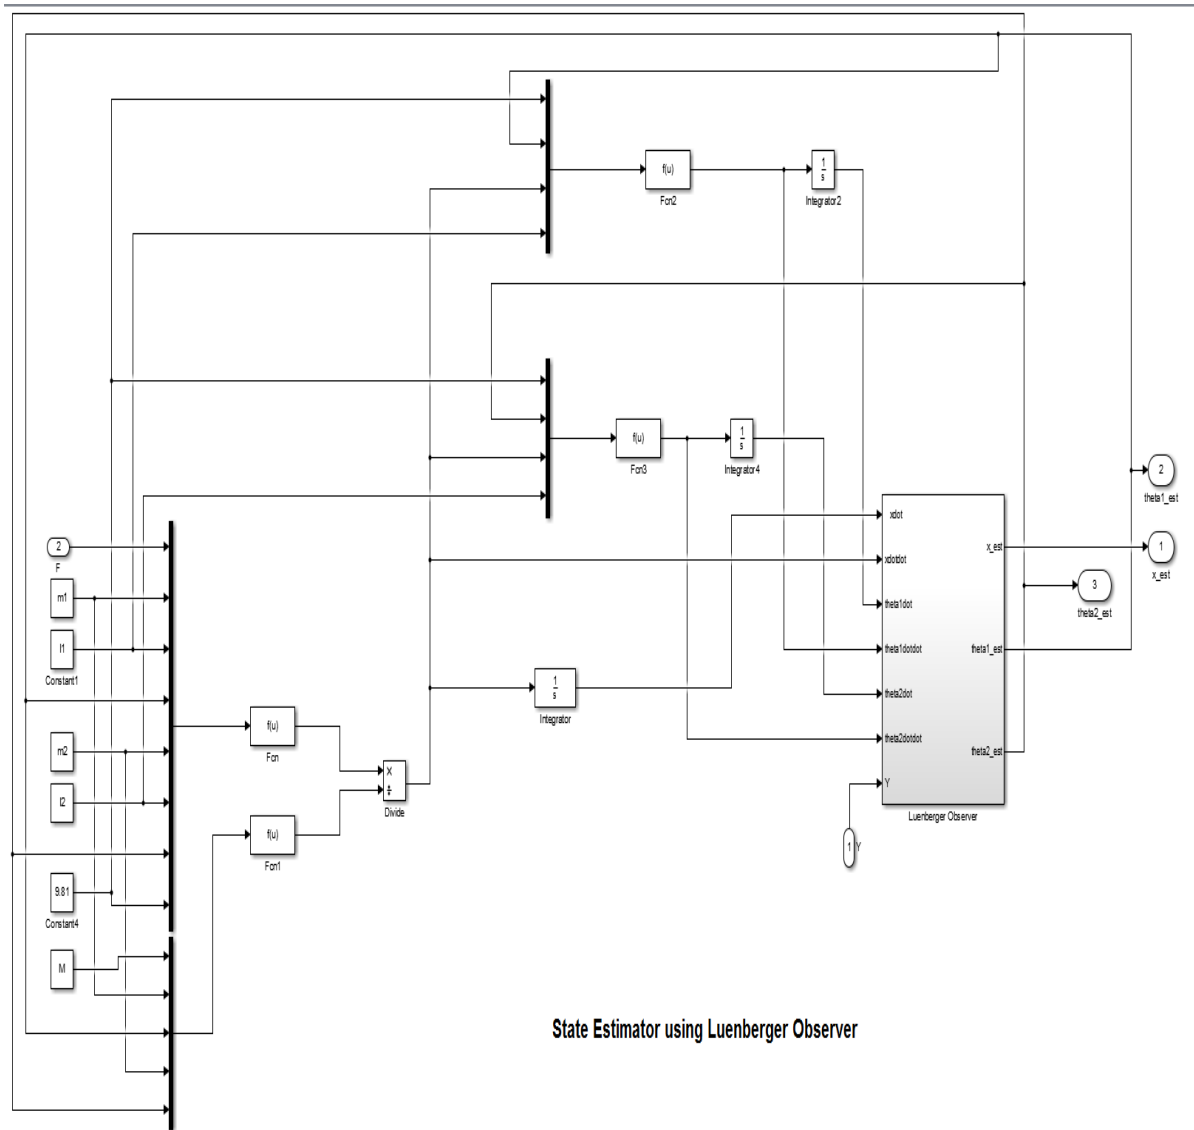 f(u)
Fcn2
1
s
Integrator2
f(u)
Fcn3
1
s
Integrator4
2
theta1_est
1
x_est
3
theta2_est
xdot
xdotdot
theta1dot
theta1dotdot
theta2dot
theta2dotdot
Y
x_est
theta1_est
theta2_est
Luenberger Observer
1
Y
2
F
m1
l1
Constant1
m2
l2
9.81
Constant4
M
f(u)
Fcn
f(u)
Fcn1
×
÷
Divide
1
s
Integrator
State Estimator using Luenberger Observer